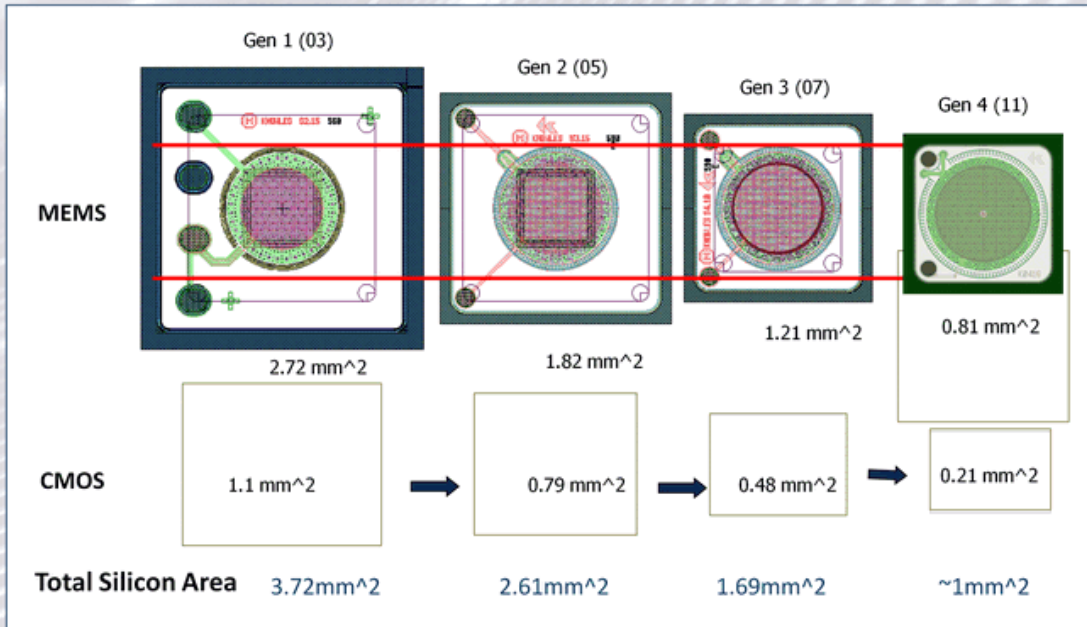 Gen 1 (03)
Gen 2 (05)
Gen 3 (07)
Gen 4 (11)
MEMS
2.72 mm^2
1.82 mm^2
1.21 mm^2
0.81 mm^2
CMOS
1.1 mm^2
0.79 mm^2
0.48 mm^2
0.21 mm^2
Total Silicon Area
3.72mm^2
2.61mm^2
1.69mm^2
~1mm^2